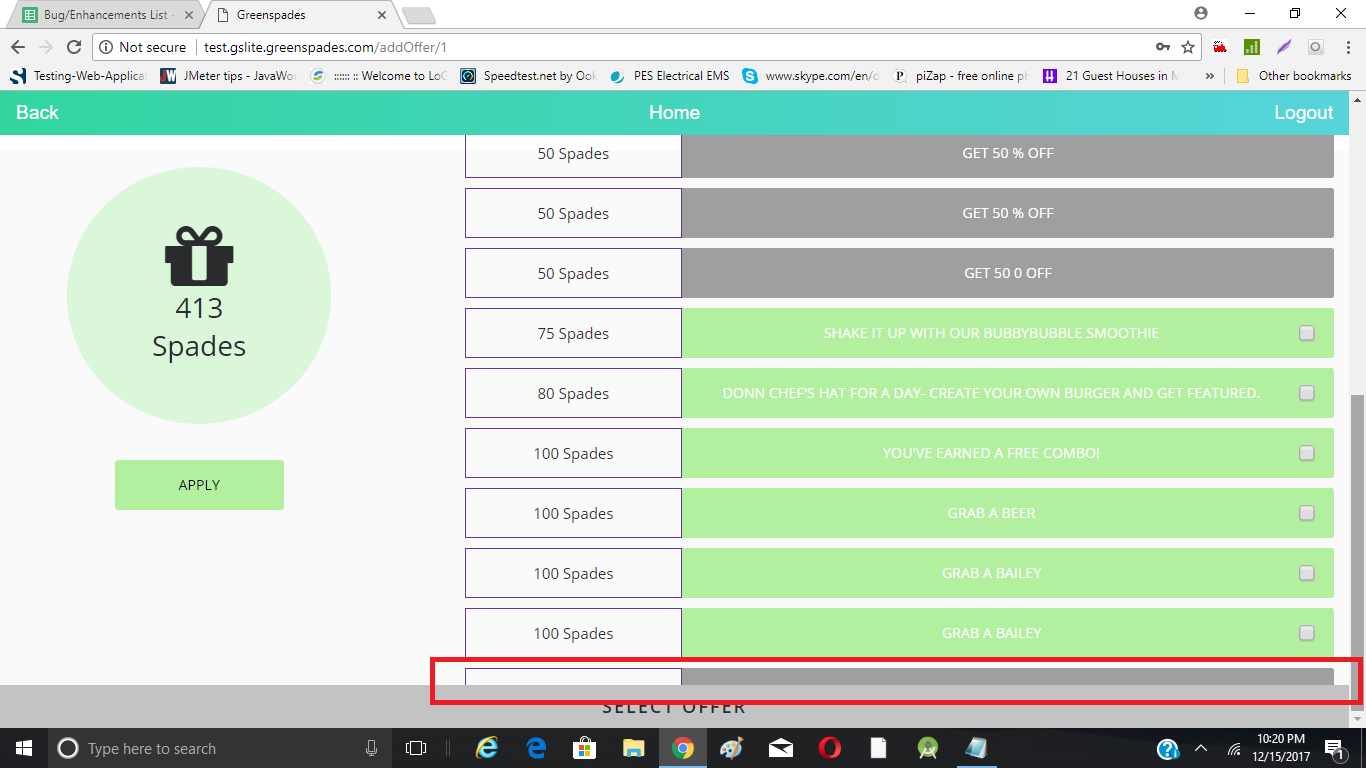 Bug/Enhancements List -
Greenspades
Not secure
test.gslite.greenspades.com/addOffer/1
Testing-Web-Applicat
JMeter tips - JavaWo
:::::: :: Welcome to Lo
Speedtest.net by Ook
PES Electrical EMS
www.skype.com/en/d
piZap - free online ph
21 Guest Houses in M
Other bookmarks
Back
Home
Logout
413
Spades
APPLY
50 Spades
GET 50 % OFF
50 Spades
GET 50 % OFF
50 Spades
GET 50 0 OFF
75 Spades
SHAKE IT UP WITH OUR BUBBYBUBBLE SMOOTHIE
80 Spades
DONN CHEF'S HAT FOR A DAY- CREATE YOUR OWN BURGER AND GET FEATURED.
100 Spades
YOU'VE EARNED A FREE COMBO!
100 Spades
GRAB A BEER
100 Spades
GRAB A BAILEY
100 Spades
GRAB A BAILEY
SELECT OFFER
Type here to search
10:20 PM
12/15/2017
1